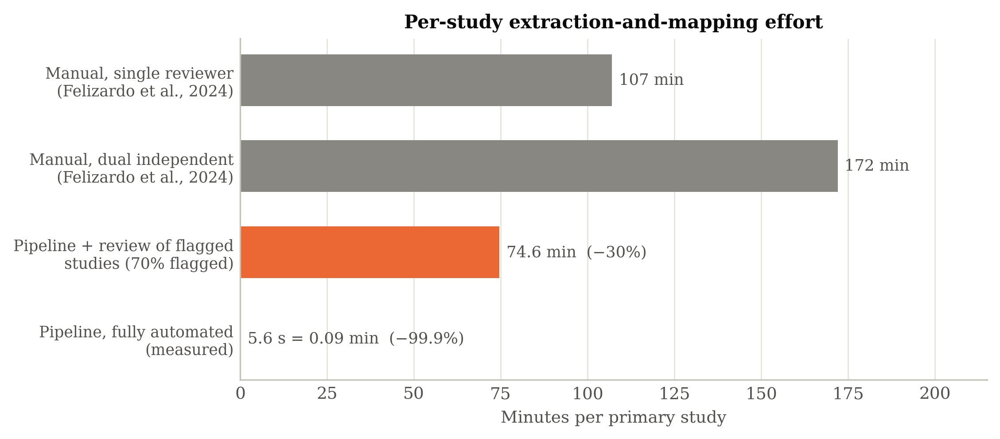 Per-study extraction-and-mapping effort
Manual, single reviewer
(Felizardo et al., 2024)
107 min
Manual, dual independent
(Felizardo et al., 2024)
172 min
Pipeline + review of flagged
studies (70% flagged)
74.6 min (−30%)
Pipeline, fully automated
(measured)
5.6 s = 0.09 min (−99.9%)
0 25 50 75 100 125 150 175 200
Minutes per primary study